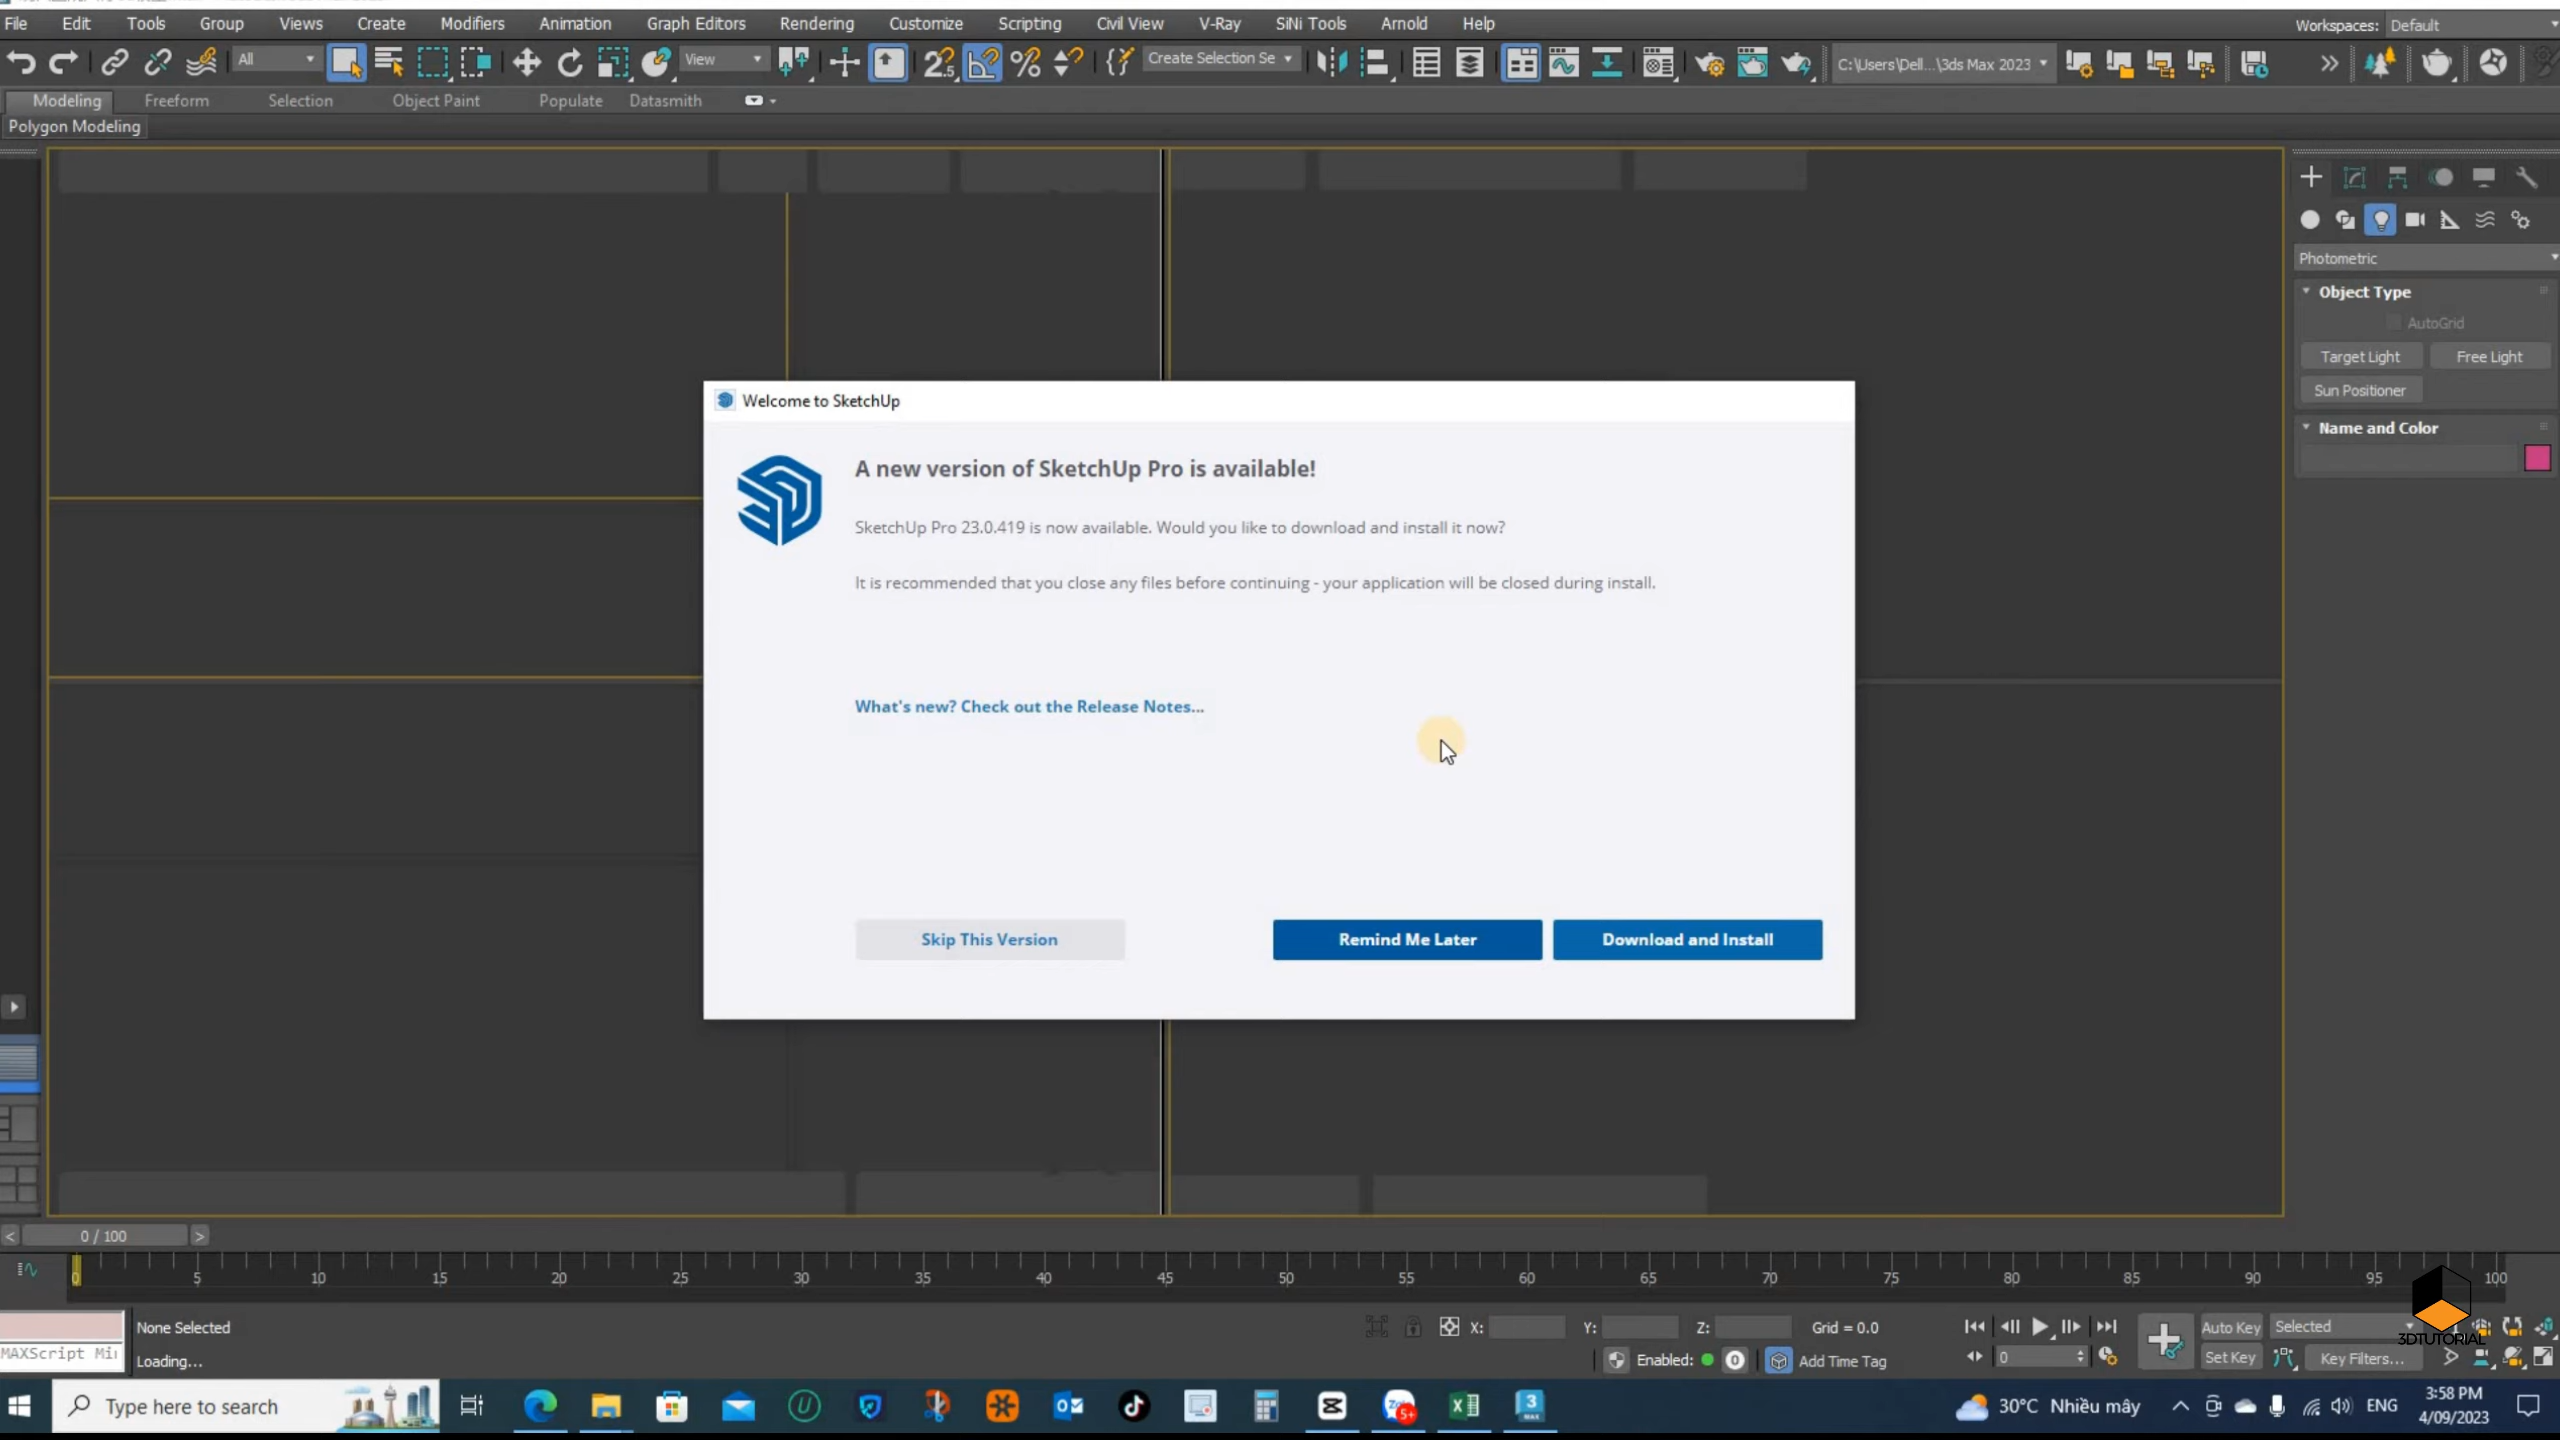 File Edit Tools Group Views Create Modifiers Animation Graph Editors Rendering Customize Scripting Civil View V-Ray SiNi Tools Arnold Help Workspaces: Default
All View Create Selection Se C:\Users\Dell...\3ds Max 2023
Modeling Freeform Selection Object Paint Populate Datasmith
Polygon Modeling
Photometric
Object Type
AutoGrid
Target Light Free Light
Sun Positioner
Name and Color
Welcome to SketchUp
A new version of SketchUp Pro is available!
SketchUp Pro 23.0.419 is now available. Would you like to download and install it now?
It is recommended that you close any files before continuing - your application will be closed during install.
What's new? Check out the Release Notes...
Skip This Version Remind Me Later Download and Install
< 0 / 100 >
0 5 10 15 20 25 30 35 40 45 50 55 60 65 70 75 80 85 90 95 100
None Selected X: Y: Z: Grid = 0.0 Auto Key Selected
3DTUTORIAL
MAXScript Mi
Loading... Enabled: 0 Add Time Tag 0 Set Key Key Filters...
Type here to search 30°C Nhiều mây ENG
3:58 PM
4/09/2023